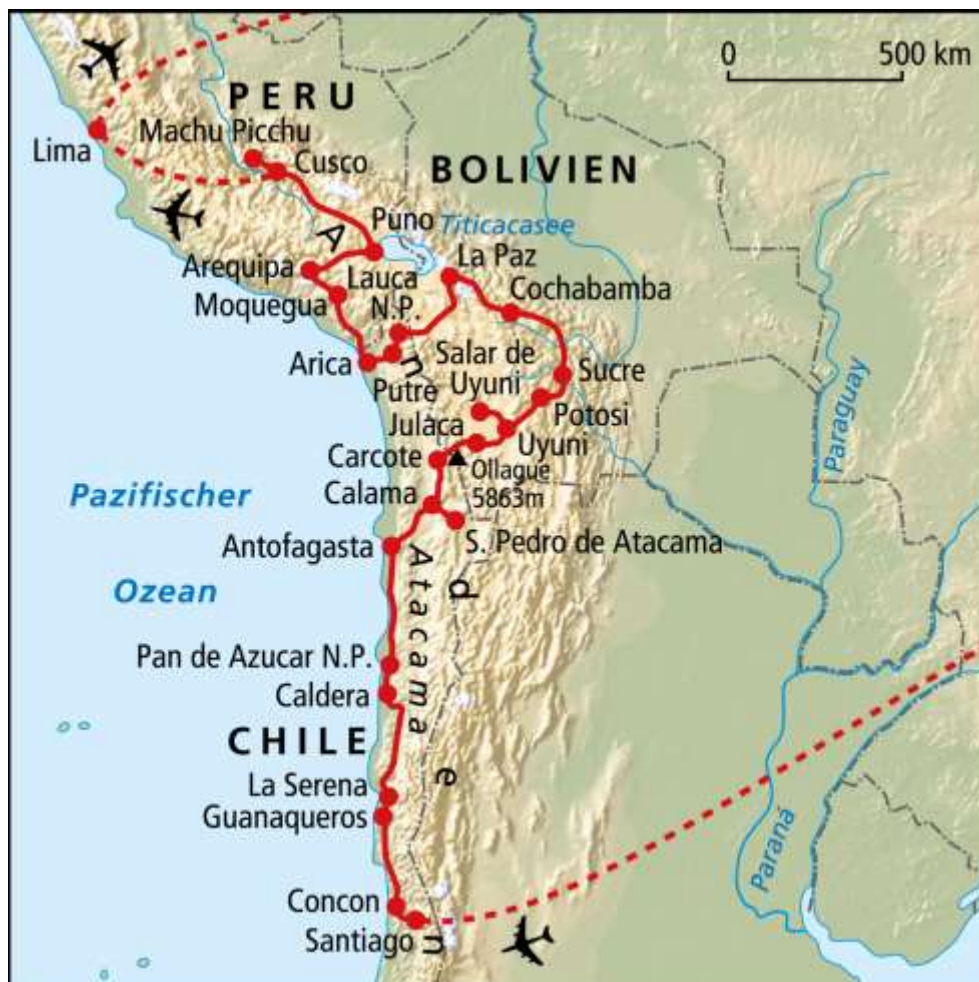 0 500 km
PERU
Machu Picchu
Lima
Cusco
BOLIVIEN
Puno
Titicacasee
La Paz
Arequipa
Lauca
N.P.
Moquegua
Cochabamba
Arica
Putre
Salar de
Uyuni
Sucre
Julaca
Potosi
Uyuni
Carcote
Ollague
5863m
Calama
S. Pedro de Atacama
Antofagasta
Pazifischer
Ozean
Paraguay
Anden
Atacama
Pan de Azucar N.P.
Caldera
CHILE
La Serena
Guanaqueros
Paraná
Concon
Santiago